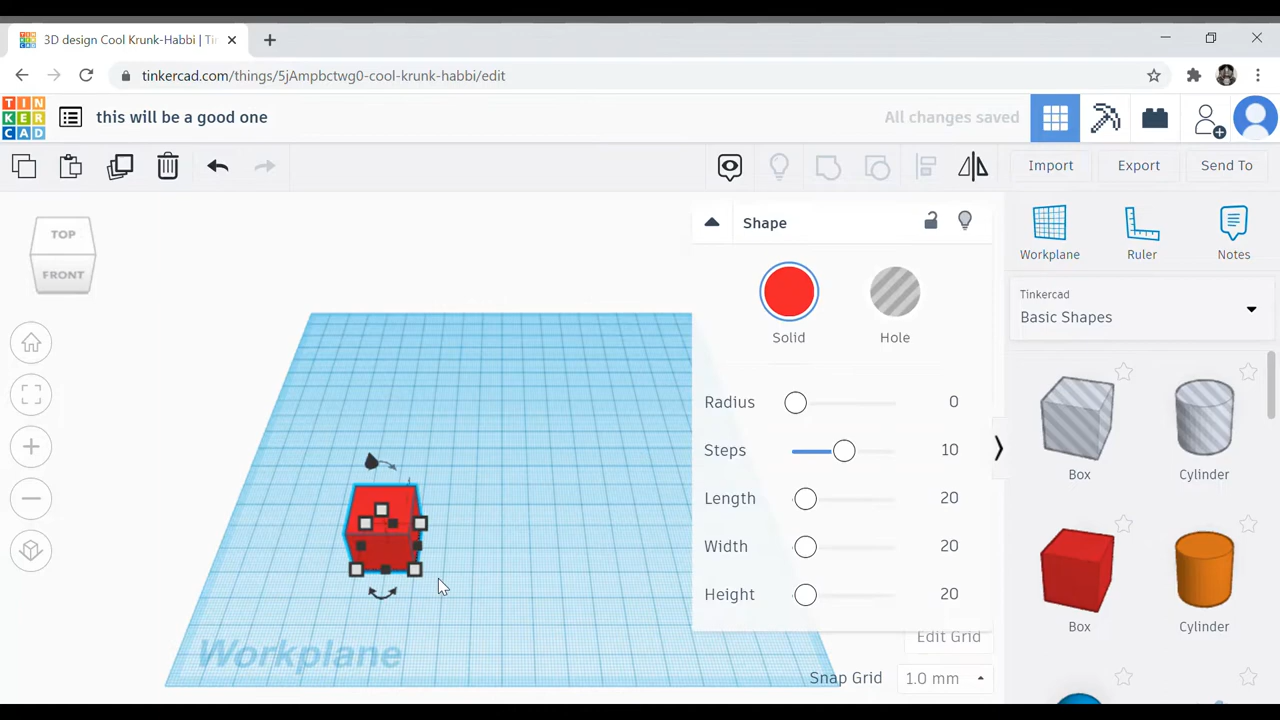 3D design Cool Krunk-Habbi | Tin
tinkercad.com/things/5jAmpbctwg0-cool-krunk-habbi/edit
TIN
KER
CAD
this will be a good one
All changes saved
Import
Export
Send To
TOP
FRONT
Shape
Solid
Hole
Radius 0
Steps 10
Length 20
Width 20
Height 20
Workplane
Edit Grid
Snap Grid 1.0 mm
Workplane
Ruler
Notes
Tinkercad
Basic Shapes
Box
Cylinder
Box
Cylinder